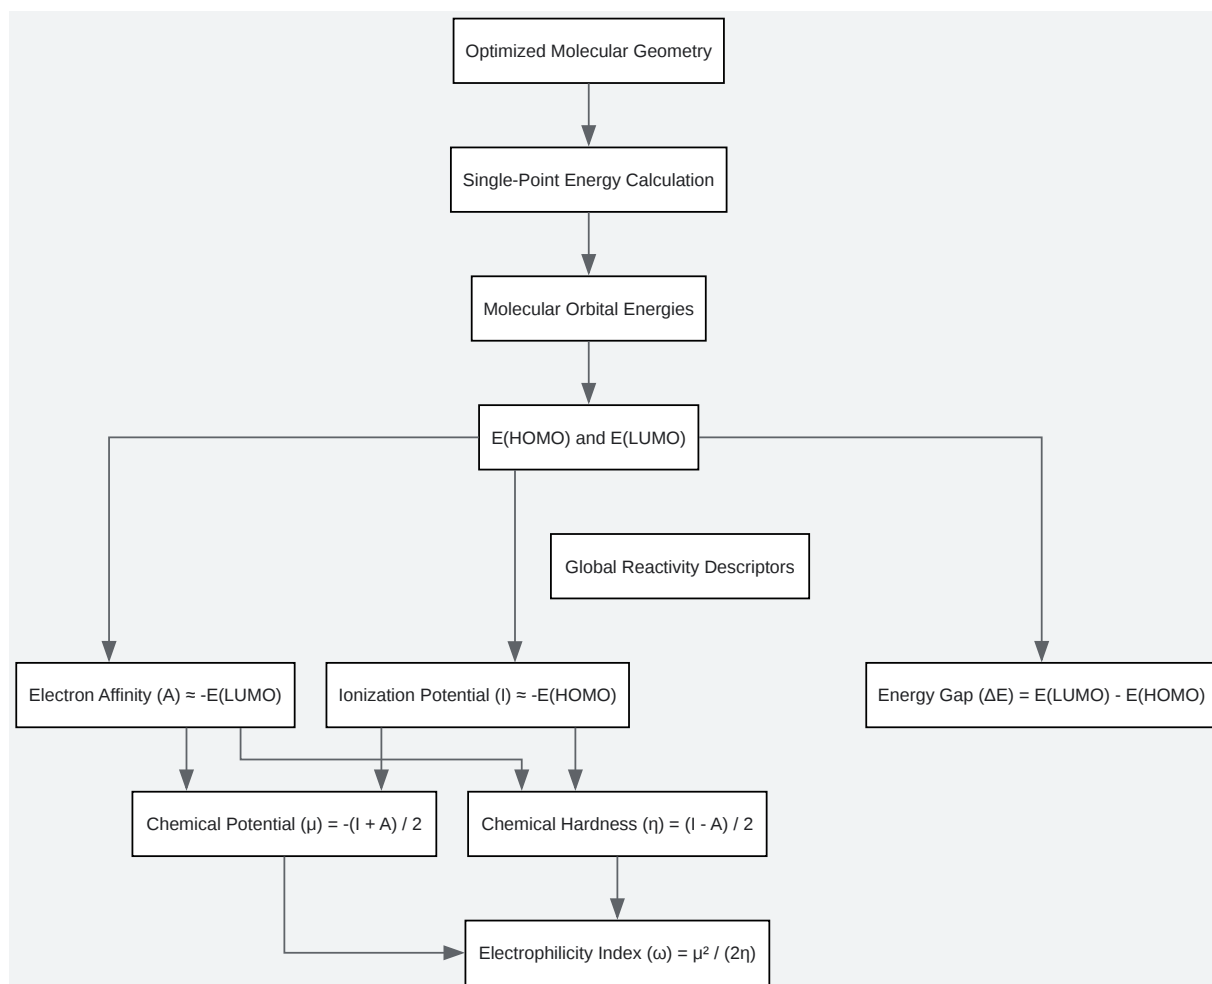 Optimized Molecular Geometry
Single-Point Energy Calculation
Molecular Orbital Energies
E(HOMO) and E(LUMO)
Global Reactivity Descriptors
Electron Affinity (A) ≈ -E(LUMO)
Ionization Potential (I) ≈ -E(HOMO)
Energy Gap (ΔE) = E(LUMO) - E(HOMO)
Chemical Potential (μ) = -(I + A) / 2
Chemical Hardness (η) = (I - A) / 2
Electrophilicity Index (ω) = μ² / (2η)